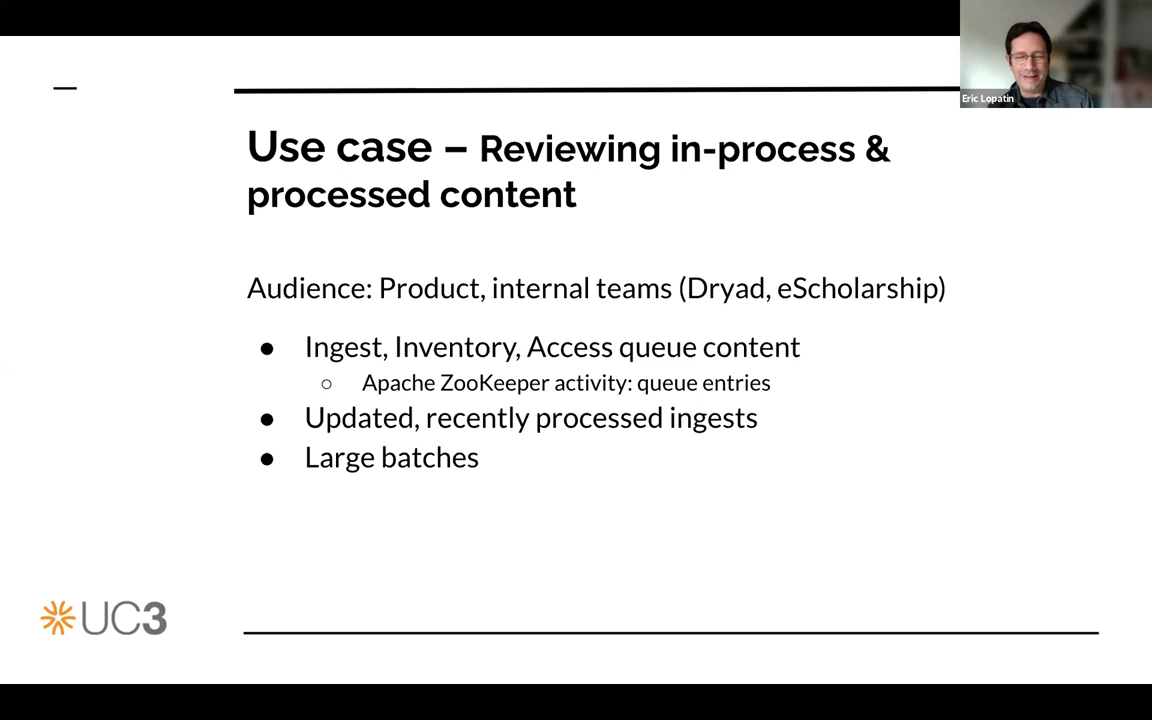 Eric Lopatin
Use case – Reviewing in-process &
processed content
Audience: Product, internal teams (Dryad, eScholarship)
● Ingest, Inventory, Access queue content
○ Apache ZooKeeper activity: queue entries
● Updated, recently processed ingests
● Large batches
UC3